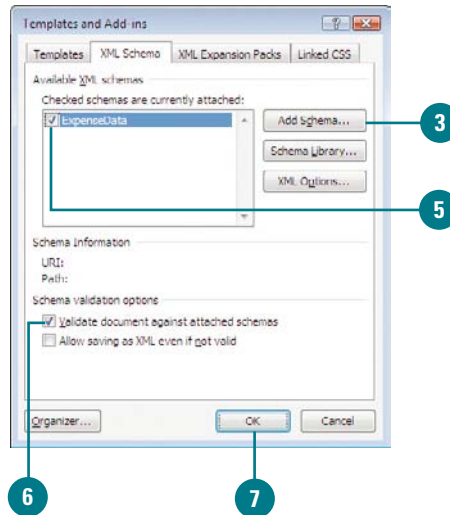 Templates and Add-ins
Templates XML Schema XML Expansion Packs Linked CSS
Available XML schemas
Checked schemas are currently attached:
ExpenseData
Add Schema...
3
Schema Library...
XML Options...
5
Schema Information
URI:
Path:
Schema validation options
Validate document against attached schemas
Allow saving as XML even if not valid
Organizer... OK Cancel
6 7